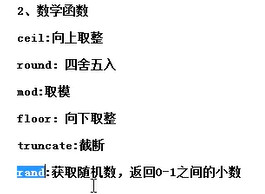 2、数学函数
ceil:向上取整
round: 四舍五入
mod:取模
floor: 向下取整
truncate:截断
rand:获取随机数，返回0-1之间的小数